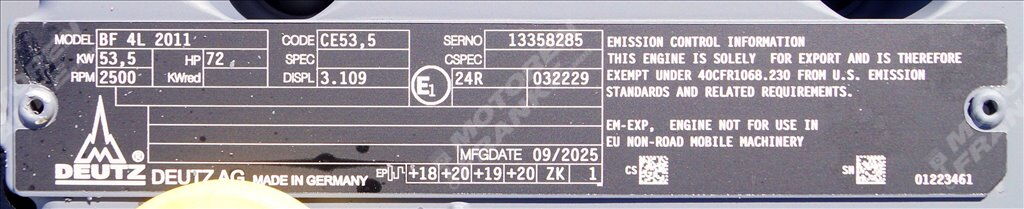 MODEL BF 4L 2011 CODE CE53,5 SERNO 13358285
KW 53,5 HP 72 SPEC CSPEC
RPM 2500 KWred DISPL 3.109 E1 24R 032229
MFGDATE 09/2025
DEUTZ ® DEUTZ AG MADE IN GERMANY EP +18 +20 +19 +20 ZK 1
EMISSION CONTROL INFORMATION
THIS ENGINE IS SOLELY FOR EXPORT AND IS THEREFORE
EXEMPT UNDER 40CFR1068.230 FROM U.S. EMISSION
STANDARDS AND RELATED REQUIREMENTS.
EM-EXP, ENGINE NOT FOR USE IN
EU NON-ROAD MOBILE MACHINERY
CS SN 01223461